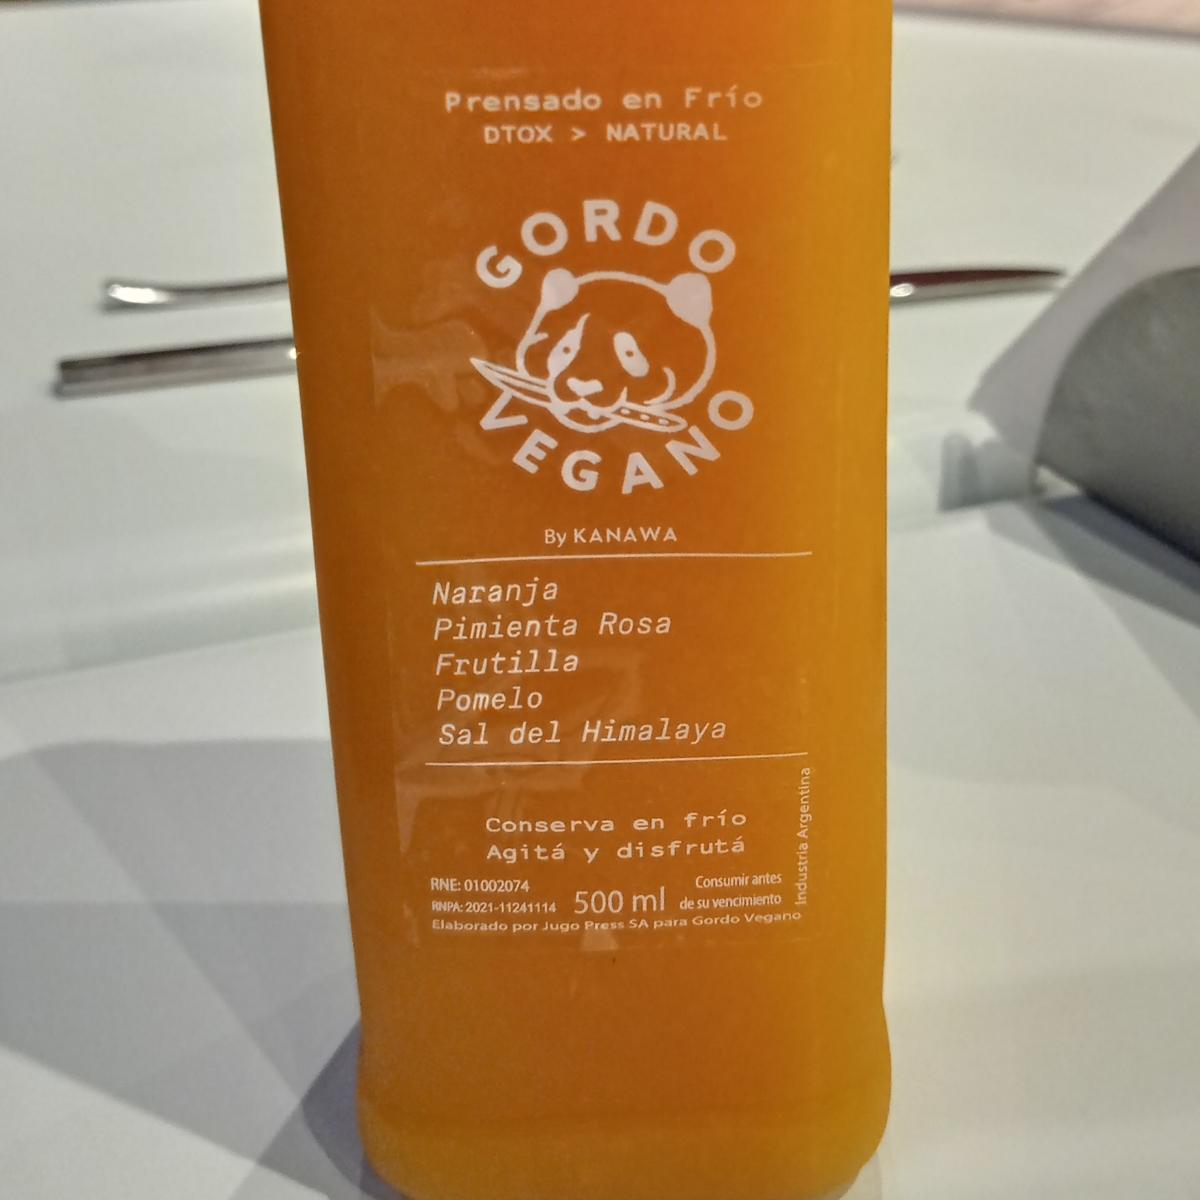 Prensado en Frío
DTOX > NATURAL
GORDO
VEGANO
By KANAWA
Naranja
Pimienta Rosa
Frutilla
Pomelo
Sal del Himalaya
Conserva en frío
Agitá y disfrutá
RNE: 01002074
RNPA: 2021-11241114
500 ml
Consumir antes
de su vencimiento
Elaborado por Jugo Press SA para Gordo Vegano
Industria Argentina